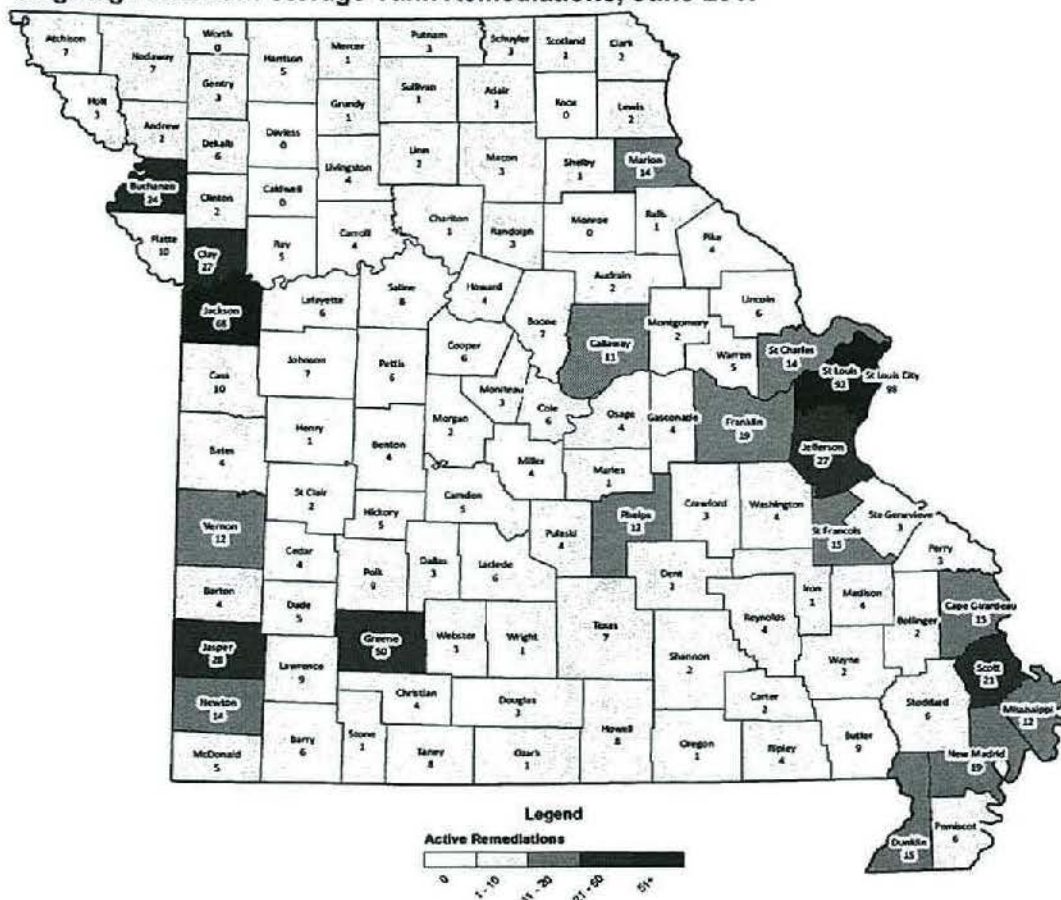 Storage Tank Remediations, June
Atchison
7
Nodaway
7
Worth
0
Harrison
5
Mercer
1
Putnam
3
Schuyler
3
Scotland
1
Clark
2
Holt
3
Gentry
3
Grundy
1
Sullivan
1
Adair
Knox
0
Lewis
2
Andrew
2
Dekalb
6
Daviess
0
Livingston
4
Linn
2
Macon
3
Shelby
1
Marion
14
Buchanan
Clinton
2
Caldwell
0
Platte
10
Clay
Ray
5
Carroll
4
Chariton
1
Randolph
3
Monroe
0
Ralls
1
Pike
4
Jackson
68
Lafayette
6
Saline
8
Howard
4
Boone
7
Audrain
2
Callaway
11
Montgomery
2
Lincoln
6
Warren
5
St Charles
14
St Louis
92
St Louis City
98
Cass
10
Johnson
7
Pettis
6
Cooper
6
Moniteau
3
Cole
6
Osage
4
Gasconade
4
Franklin
19
Jefferson
27
Bates
4
Henry
1
Benton
4
Morgan
2
Miller
4
Maries
1
Vernon
12
St Clair
2
Hickory
5
Camden
5
Pulaski
4
Phelps
Crawford
3
Washington
4
St Francois
15
Ste Genevieve
3
Perry
3
Cedar
4
Polk
9
Dallas
3
Laclede
6
Dent
Iron
1
Madison
4
Bollinger
2
Cape Girardeau
15
Barton
4
Dade
5
Greene
50
Webster
Wright
1
Texas
7
Shannon
2
Reynolds
4
Wayne
2
Scott
21
Mississippi
12
Jasper
28
Lawrence
9
Christian
4
Douglas
Howell
8
Carter
2
Stoddard
6
Newton
14
McDonald
5
Barry
6
Stone
1
Taney
8
Ozark
1
Oregon
1
Ripley
4
Butler
9
New Madrid
19
Dunklin
15
Pemiscot
6
Legend
Active Remediations
0
1 - 10
11 - 20
21 - 50
51+